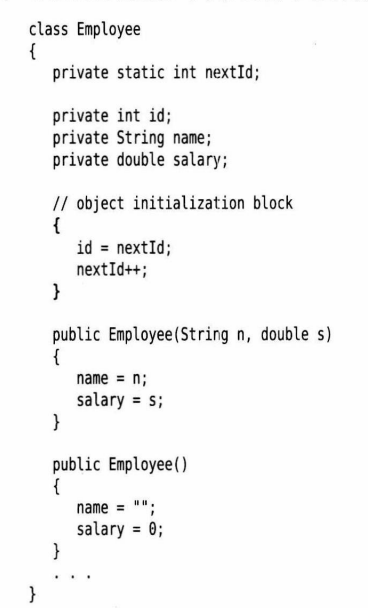 class Employee
{
   private static int nextId;

   private int id;
   private String name;
   private double salary;

   // object initialization block
   {
      id = nextId;
      nextId++;
   }

   public Employee(String n, double s)
   {
      name = n;
      salary = s;
   }

   public Employee()
   {
      name = "";
      salary = 0;
   }
   . . .
}